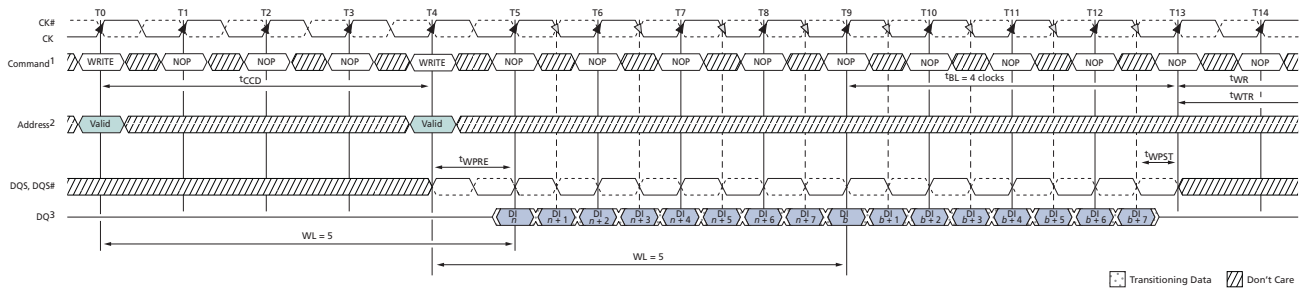 T0 T1 T2 T3 T4 T5 T6 T7 T8 T9 T10 T11 T12 T13 T14
CK#
CK
Command1 WRITE NOP NOP NOP WRITE NOP NOP NOP NOP NOP NOP NOP NOP NOP NOP
tCCD tBL = 4 clocks tWR
tWTR
Address2 Valid Valid
tWPRE tWPST
DQS, DQS#
DQ3 DI n DI n + 1 DI n + 2 DI n + 3 DI n + 4 DI n + 5 DI n + 6 DI n + 7 DI b DI b + 1 DI b + 2 DI b + 3 DI b + 4 DI b + 5 DI b + 6 DI b + 7
WL = 5
WL = 5
Transitioning Data Don't Care